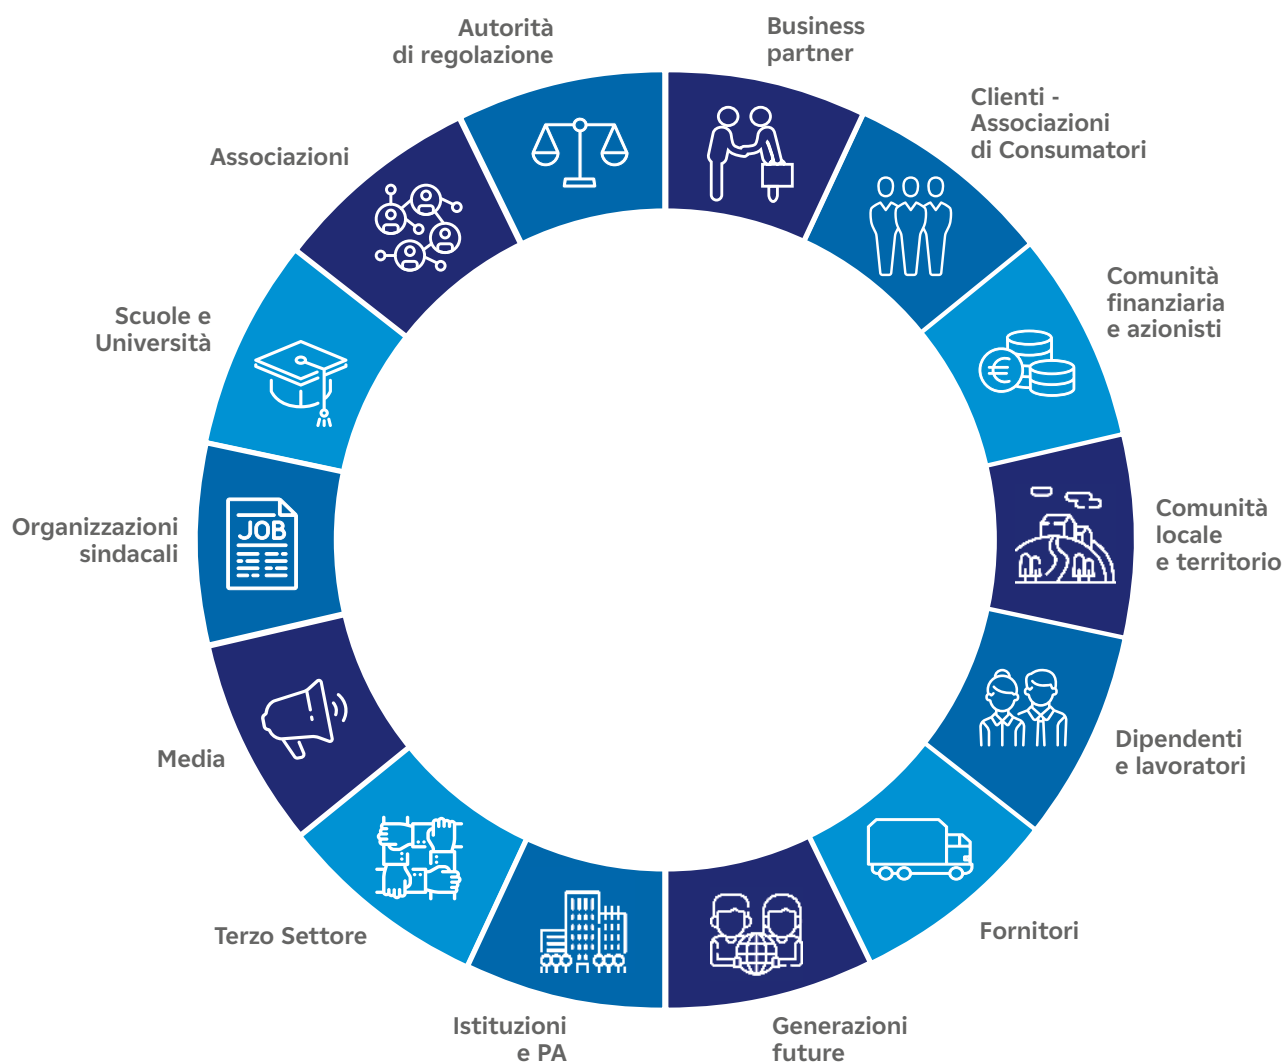 Autorità
di regolazione
Business
partner
Clienti -
Associazioni
di Consumatori
Associazioni
Comunità
finanziaria
e azionisti
Scuole e
Università
€
Comunità
locale
e territorio
Organizzazioni
sindacali
JOB
Dipendenti
e lavoratori
Media
Fornitori
Terzo Settore
Istituzioni
e PA
Generazioni
future